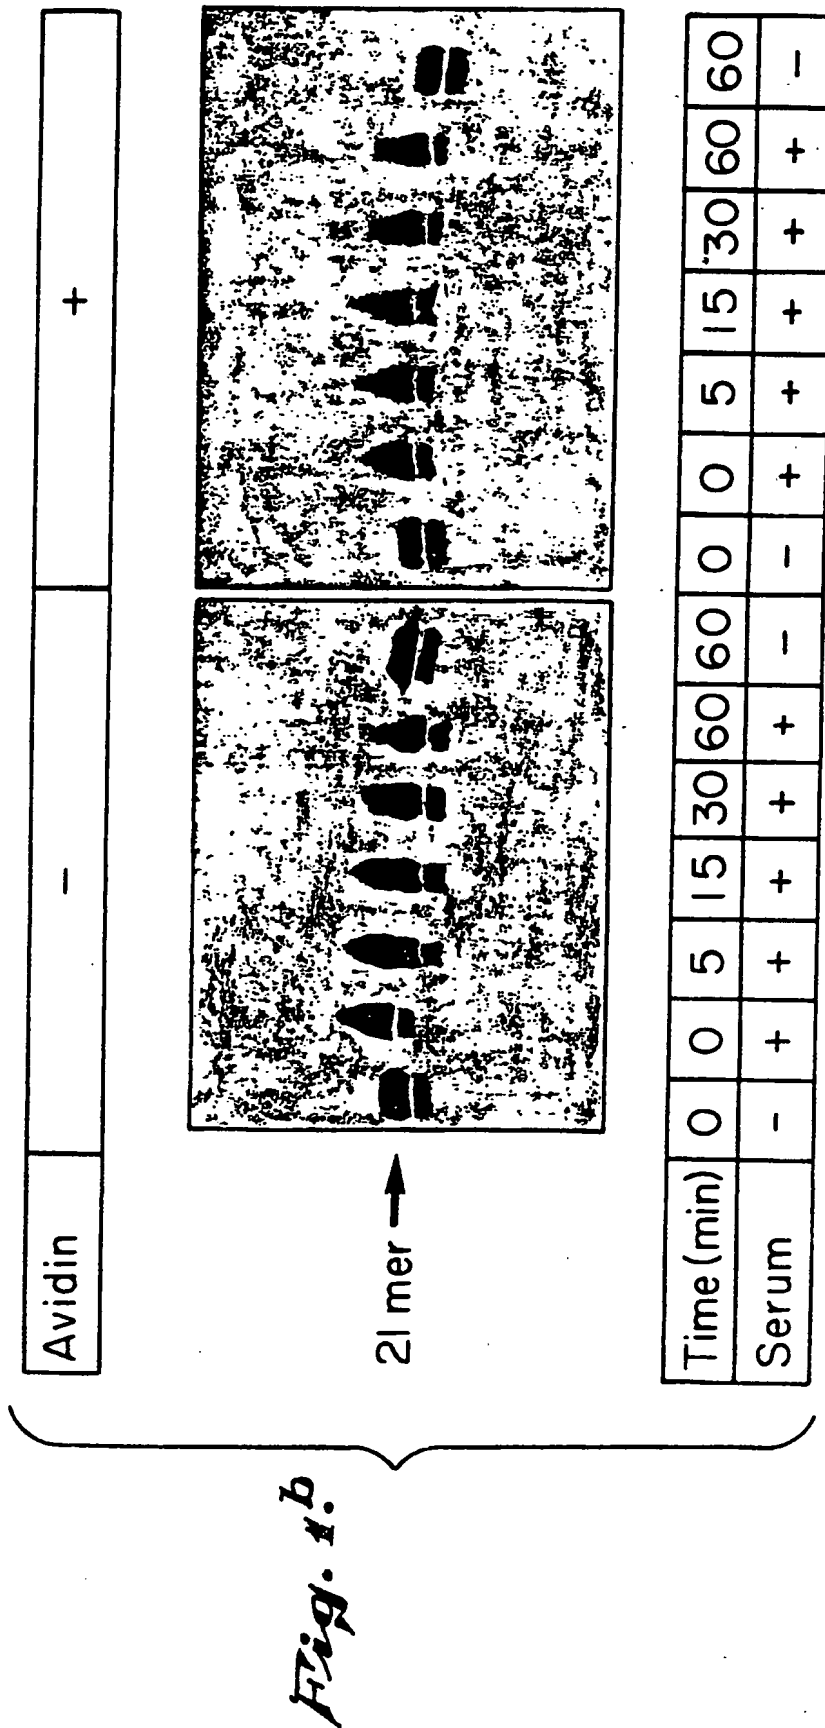 Avidin - +
21 mer
Time (min) 0 0 5 15 30 60 60 0 0 5 15 30 60 60
Serum - + + + + + - - + + + + + -
Fig. 1.b